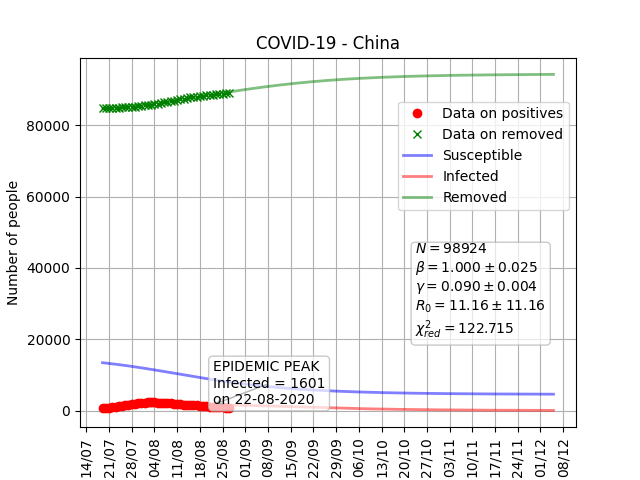 COVID-19 - China
Number of people
80000
60000
40000
20000
0
Data on positives
Data on removed
Susceptible
Infected
Removed
N = 98924
β = 1.000 ± 0.025
γ = 0.090 ± 0.004
R₀ = 11.16 ± 11.16
χ²red = 122.715
EPIDEMIC PEAK
Infected = 1601
on 22-08-2020
14/07
21/07
28/07
04/08
11/08
18/08
25/08
01/09
08/09
15/09
22/09
29/09
06/10
13/10
20/10
27/10
03/11
10/11
17/11
24/11
01/12
08/12